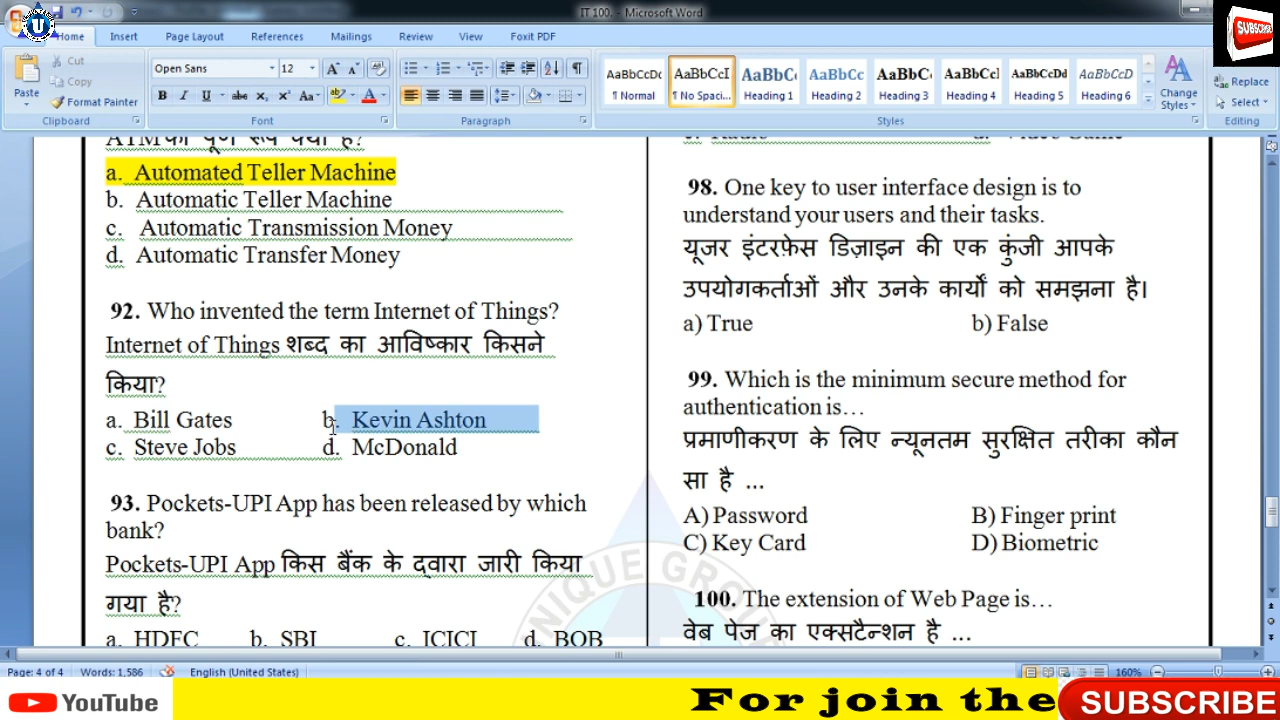 IT 100. - Microsoft Word
SUBSCRIBE
U
Home Insert Page Layout References Mailings Review View Foxit PDF
Paste
Cut
Copy
Format Painter
Clipboard
Open Sans 12
Font
Paragraph
AaBbCcDc AaBbCcI AaBbC AaBbCc AaBbCc AaBbCcI AaBbCcDd AaBbCcD
¶ Normal ¶ No Spaci... Heading 1 Heading 2 Heading 3 Heading 4 Heading 5 Heading 6
Change Styles
Styles
Replace
Select
Editing
ATM का पूर्ण रूप क्या है?
a. Automated Teller Machine
b. Automatic Teller Machine
c. Automatic Transmission Money
d. Automatic Transfer Money
92. Who invented the term Internet of Things?
Internet of Things शब्द का आविष्कार किसने
किया?
a. Bill Gates b. Kevin Ashton
c. Steve Jobs d. McDonald
93. Pockets-UPI App has been released by which
bank?
Pockets-UPI App किस बैंक के द्वारा जारी किया
गया है?
a. HDFC b. SBI c. ICICI d. BOB
98. One key to user interface design is to
understand your users and their tasks.
यूजर इंटरफ़ेस डिज़ाइन की एक कुंजी आपके
उपयोगकर्ताओं और उनके कार्यों को समझना है।
a) True b) False
99. Which is the minimum secure method for
authentication is…
प्रमाणीकरण के लिए न्यूनतम सुरक्षित तरीका कौन
सा है ...
A) Password B) Finger print
C) Key Card D) Biometric
100. The extension of Web Page is…
वेब पेज का एक्सटैन्शन है ...
NIQUE GROUP
Page: 4 of 4 Words: 1,586 English (United States) 160%
YouTube For join the SUBSCRIBE